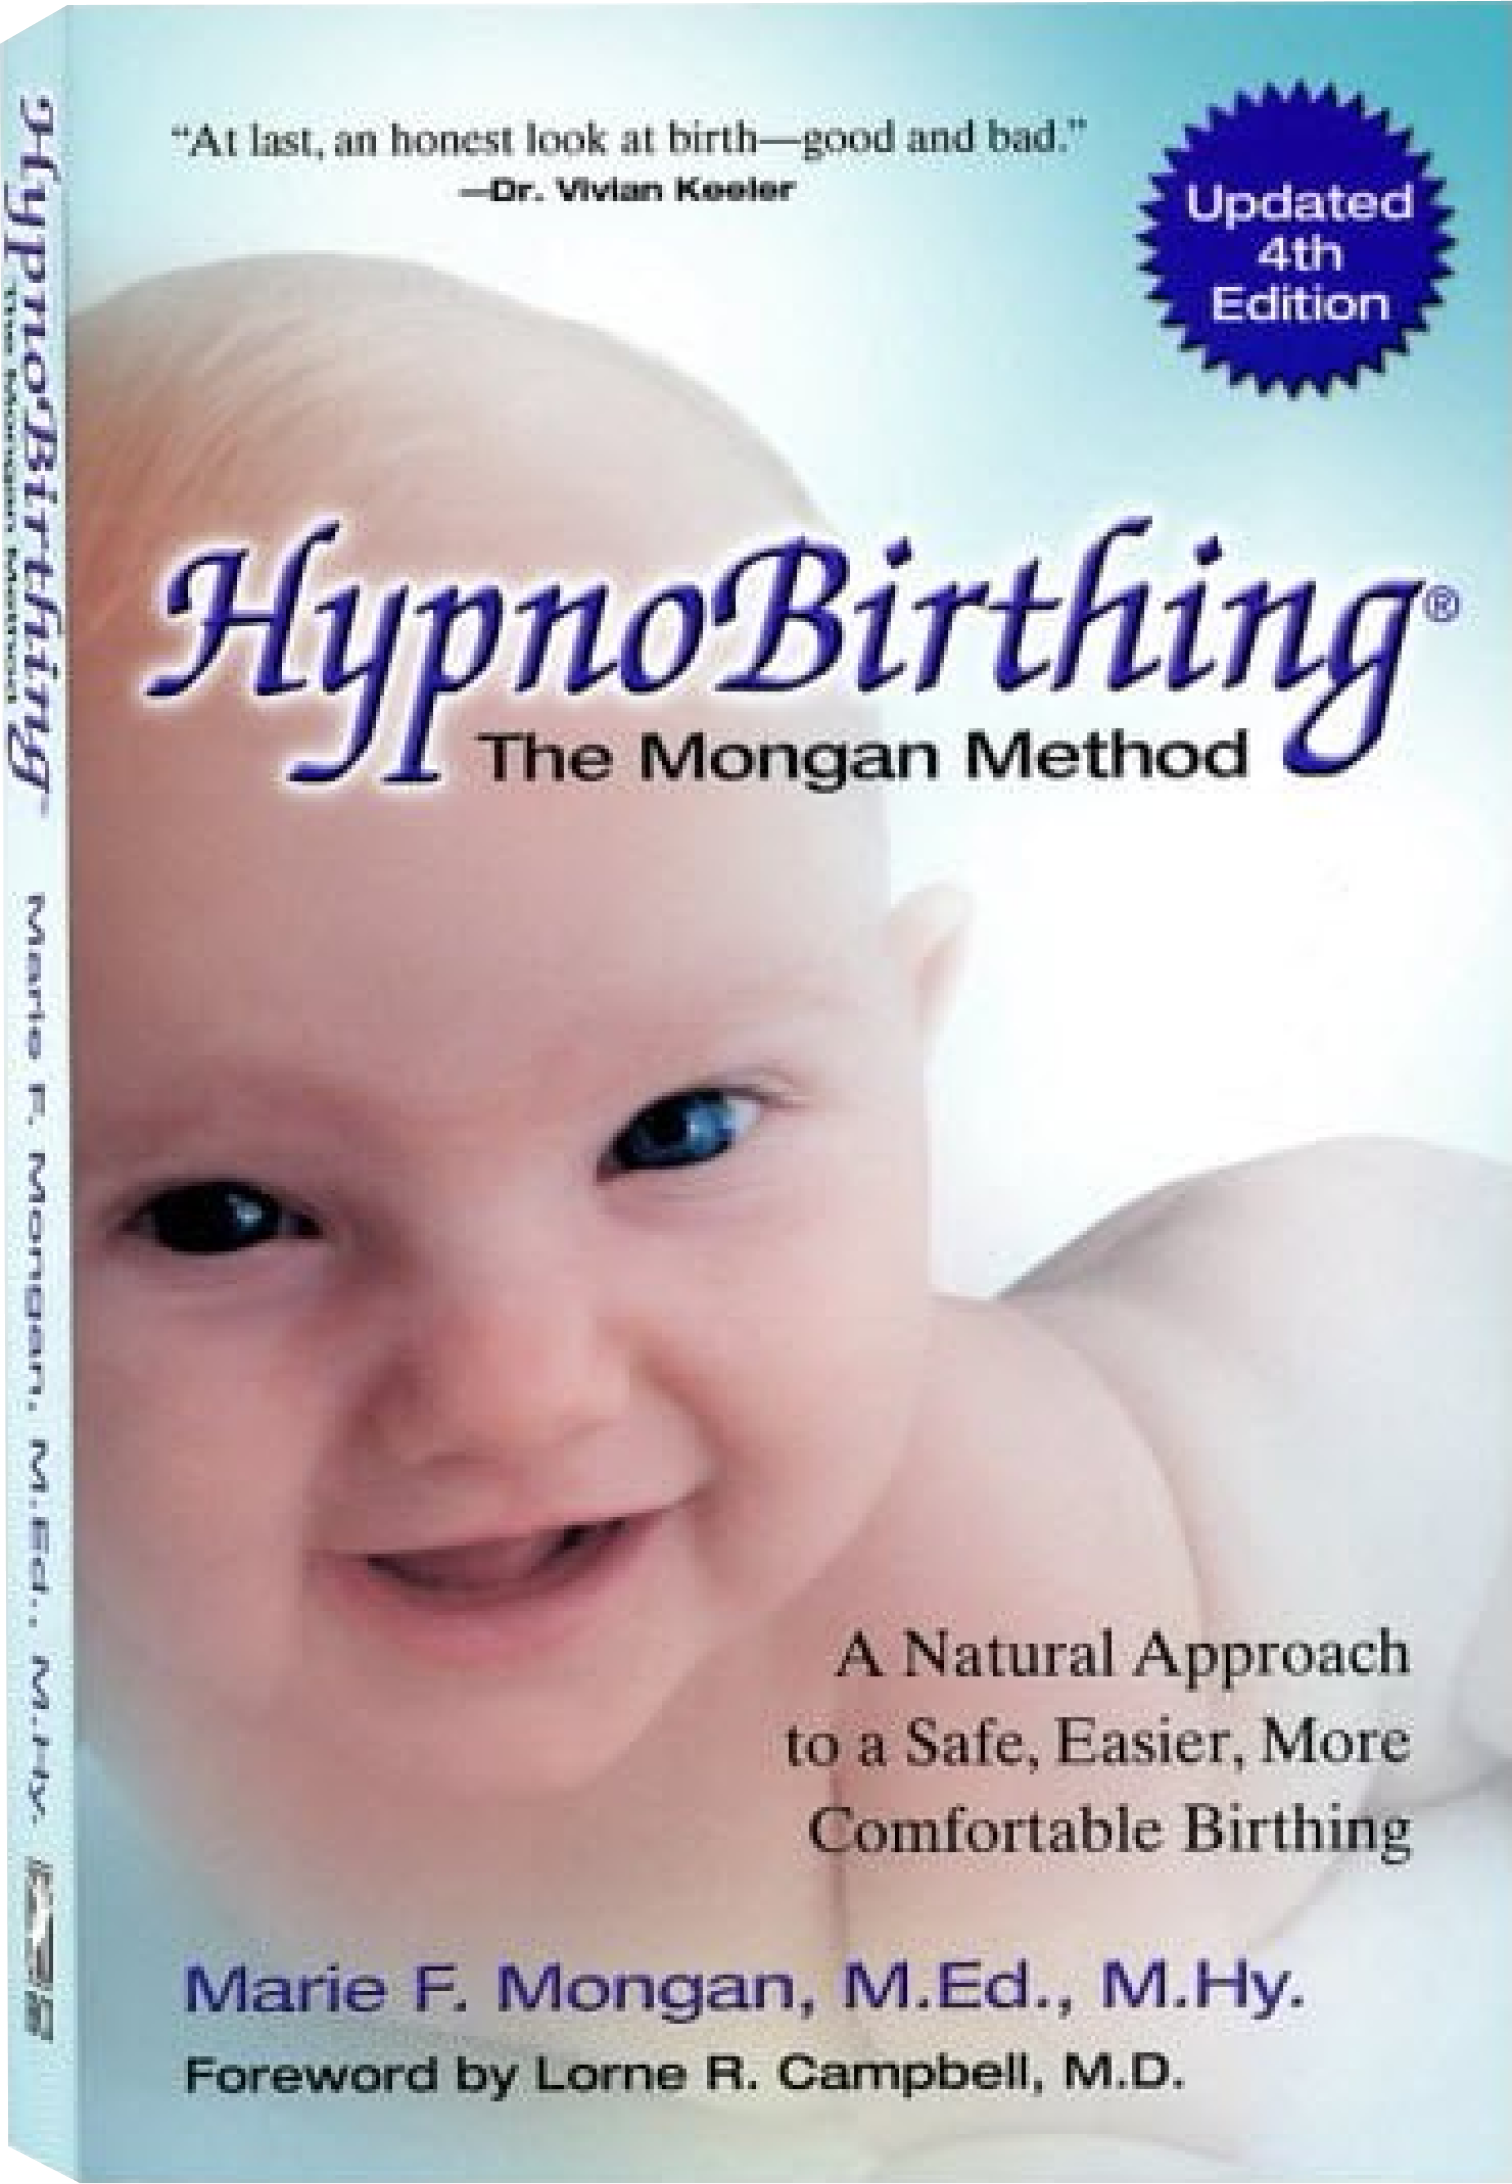 "At last, an honest look at birth—good and bad."
—Dr. Vivian Keeler
Updated
4th
Edition
HypnoBirthing®
The Mongan Method
A Natural Approach
to a Safe, Easier, More
Comfortable Birthing
Marie F. Mongan, M.Ed., M.Hy.
Foreword by Lorne R. Campbell, M.D.
HypnoBirthing
The Mongan Method
Marie F. Mongan, M.Ed., M.Hy.